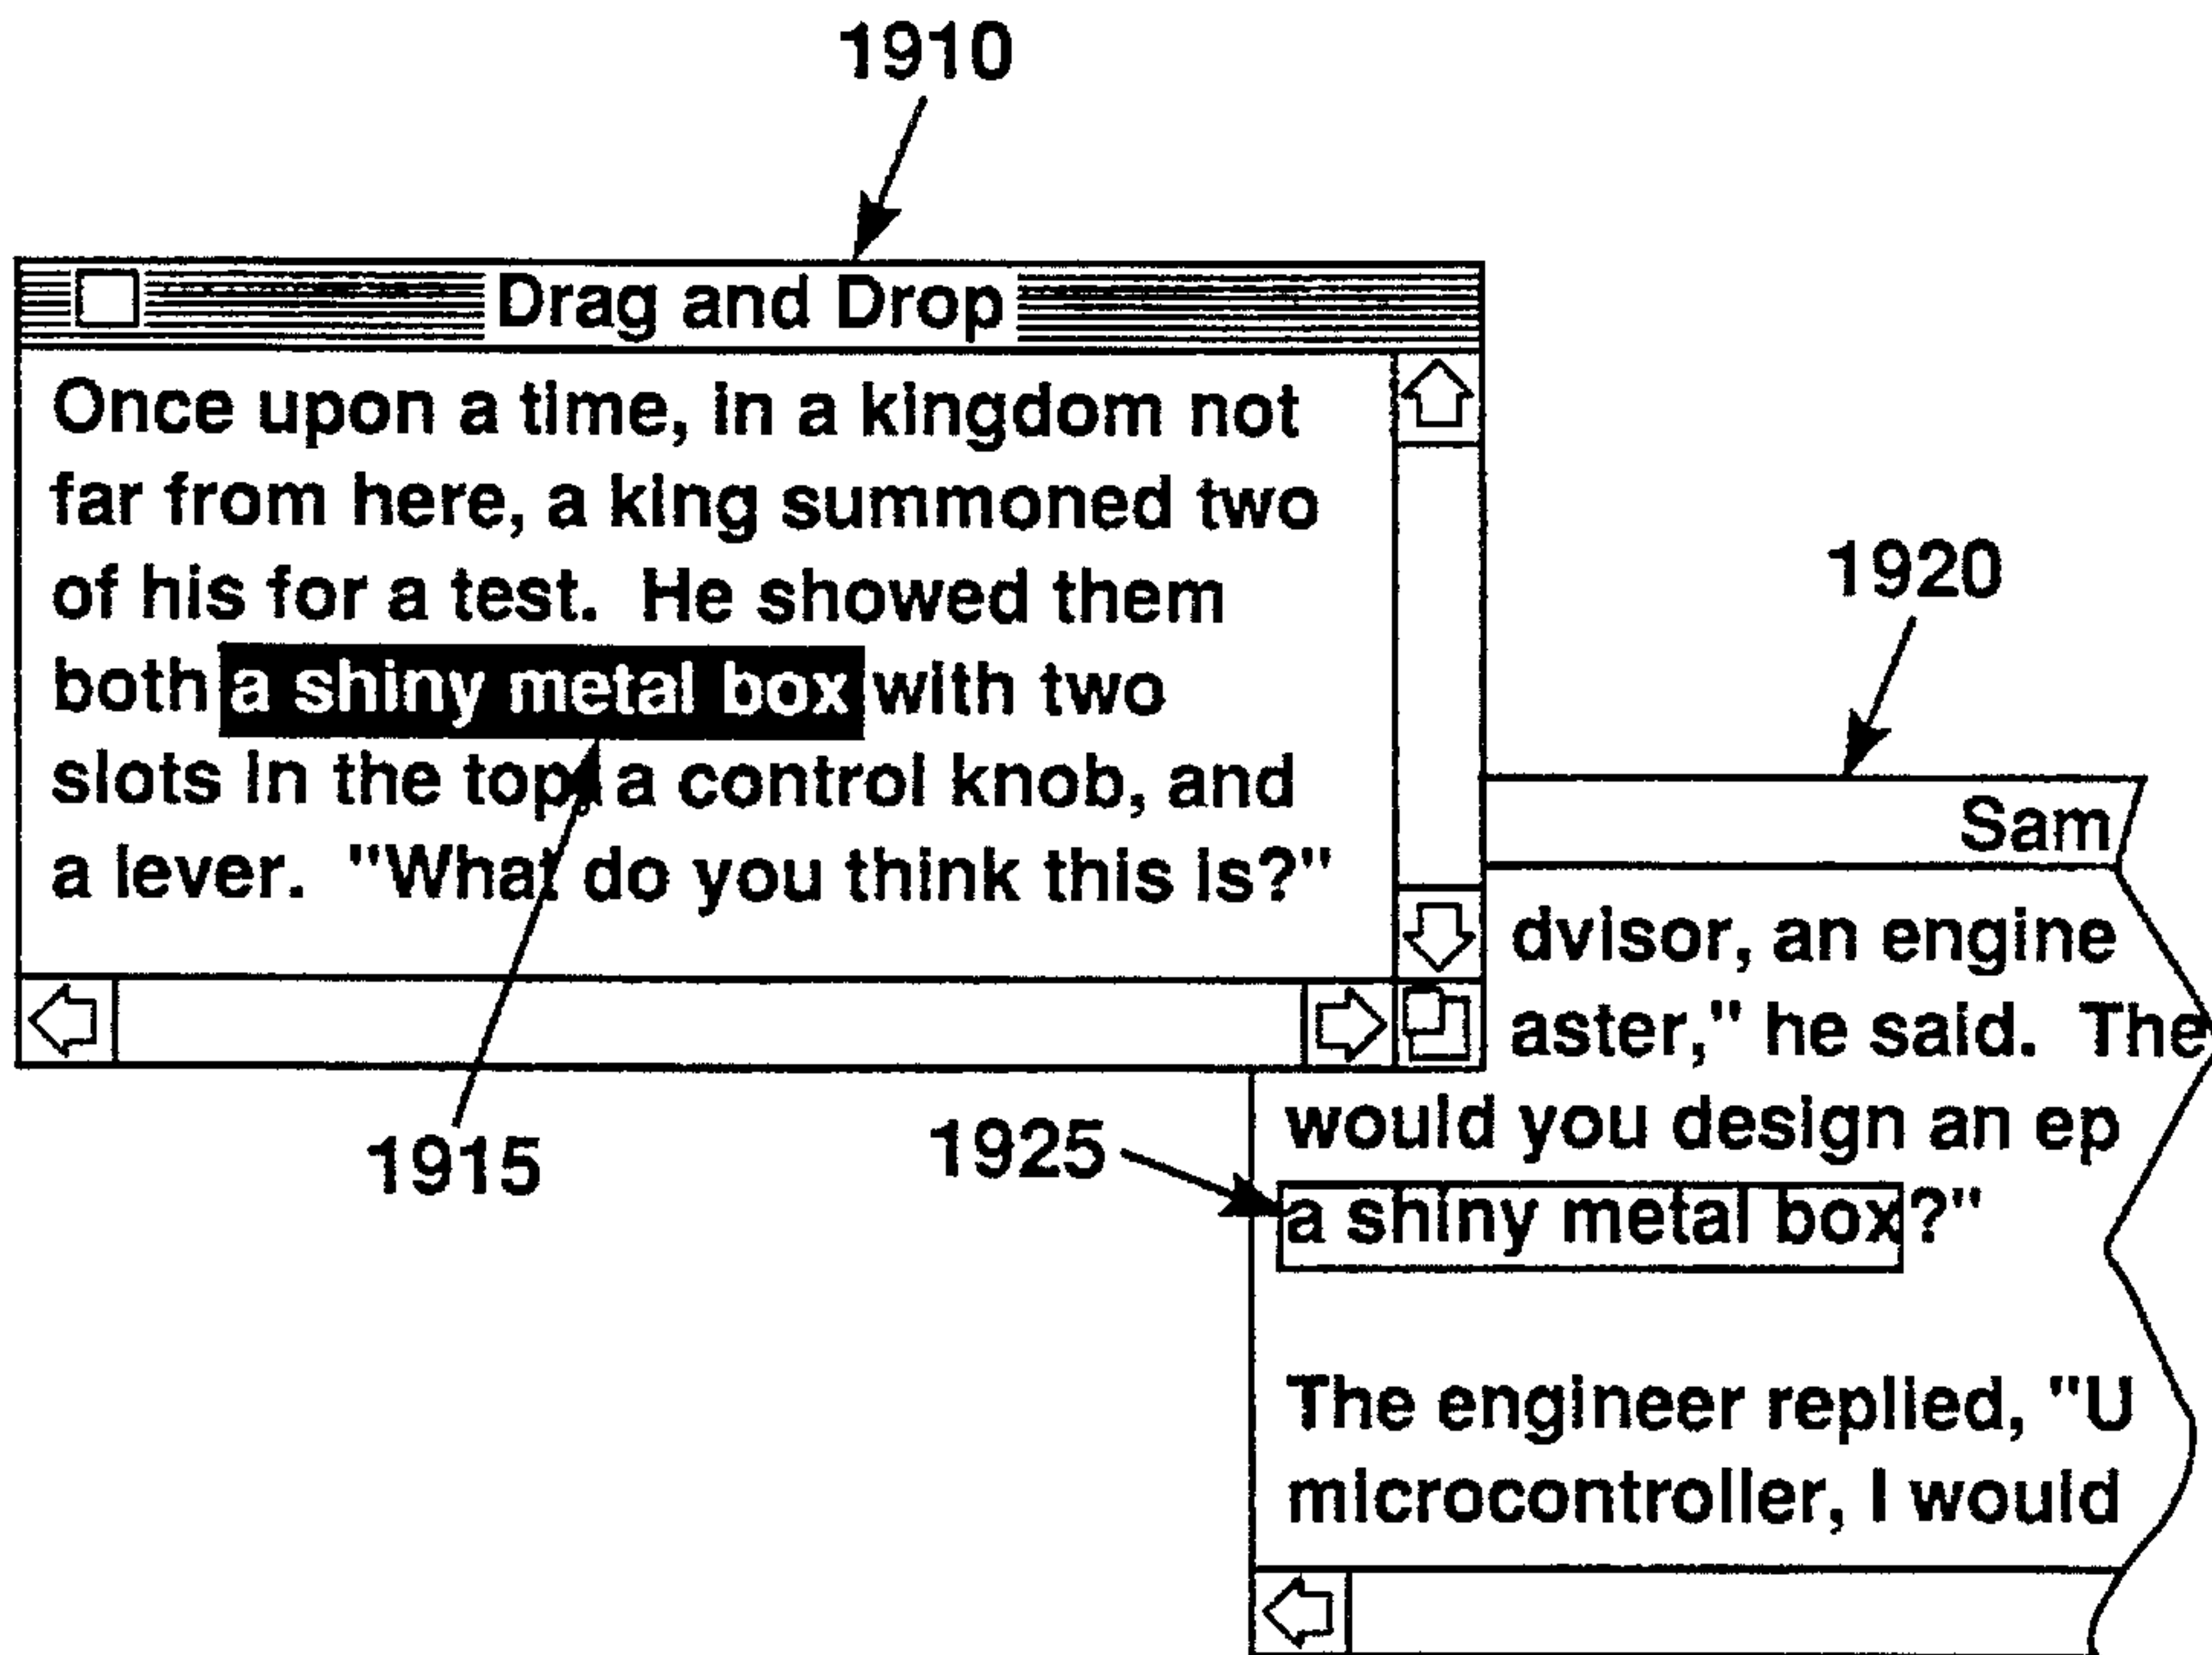 1910
Drag and Drop
Once upon a time, in a kingdom not
far from here, a king summoned two
of his for a test. He showed them
both a shiny metal box with two
slots in the top, a control knob, and
a lever. "What do you think this is?"
1915
1920
Sam
dvisor, an engine
aster," he said. The
would you design an ep
1925
a shiny metal box?"
The engineer replied, "U
microcontroller, I would